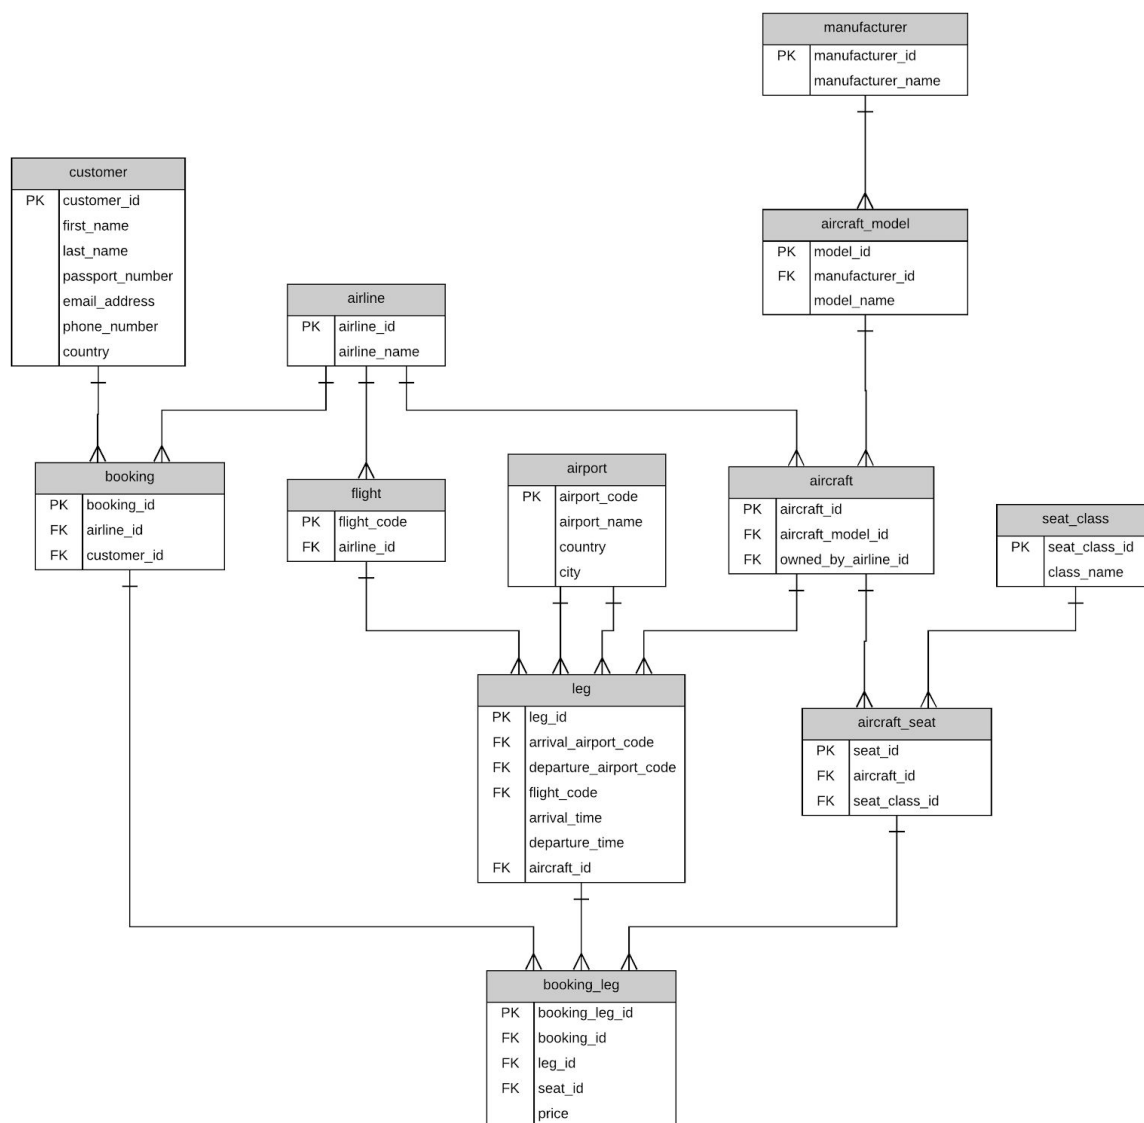 manufacturer
PK manufacturer_id
manufacturer_name
customer
PK customer_id
first_name
last_name
passport_number
email_address
phone_number
country
aircraft_model
PK model_id
FK manufacturer_id
model_name
airline
PK airline_id
airline_name
booking
PK booking_id
FK airline_id
FK customer_id
flight
PK flight_code
FK airline_id
airport
PK airport_code
airport_name
country
city
aircraft
PK aircraft_id
FK aircraft_model_id
FK owned_by_airline_id
seat_class
PK seat_class_id
class_name
leg
PK leg_id
FK arrival_airport_code
FK departure_airport_code
FK flight_code
arrival_time
departure_time
FK aircraft_id
aircraft_seat
PK seat_id
FK aircraft_id
FK seat_class_id
booking_leg
PK booking_leg_id
FK booking_id
FK leg_id
FK seat_id
price